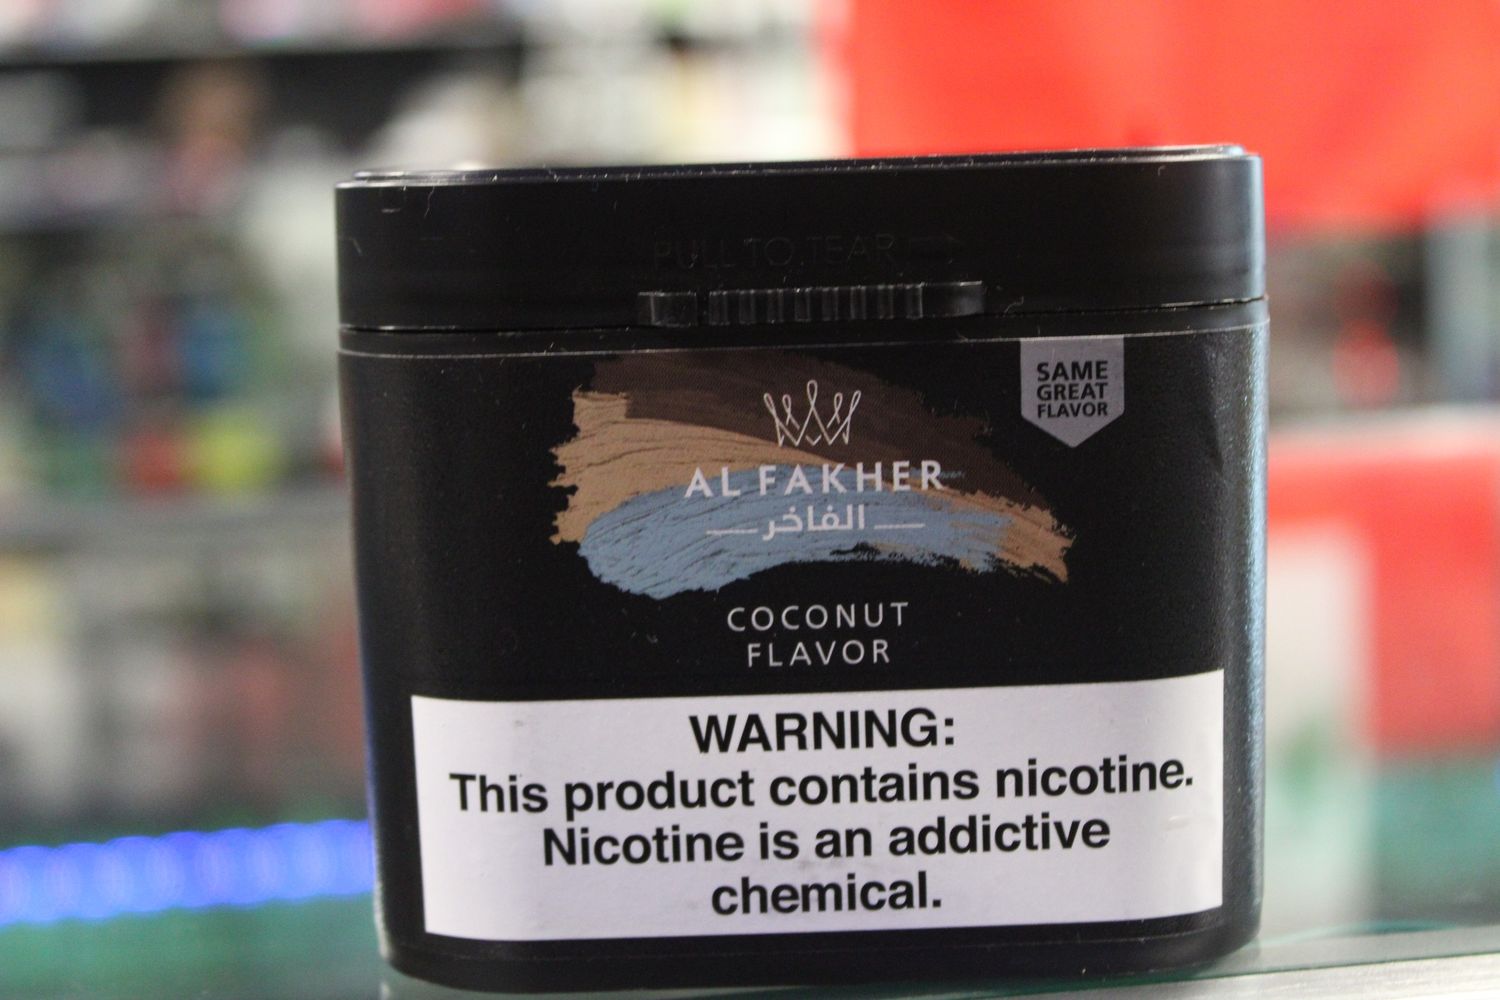 PULL TO TEAR
SAME
GREAT
FLAVOR
AL FAKHER
الفاخر
COCONUT
FLAVOR
WARNING:
This product contains nicotine.
Nicotine is an addictive
chemical.